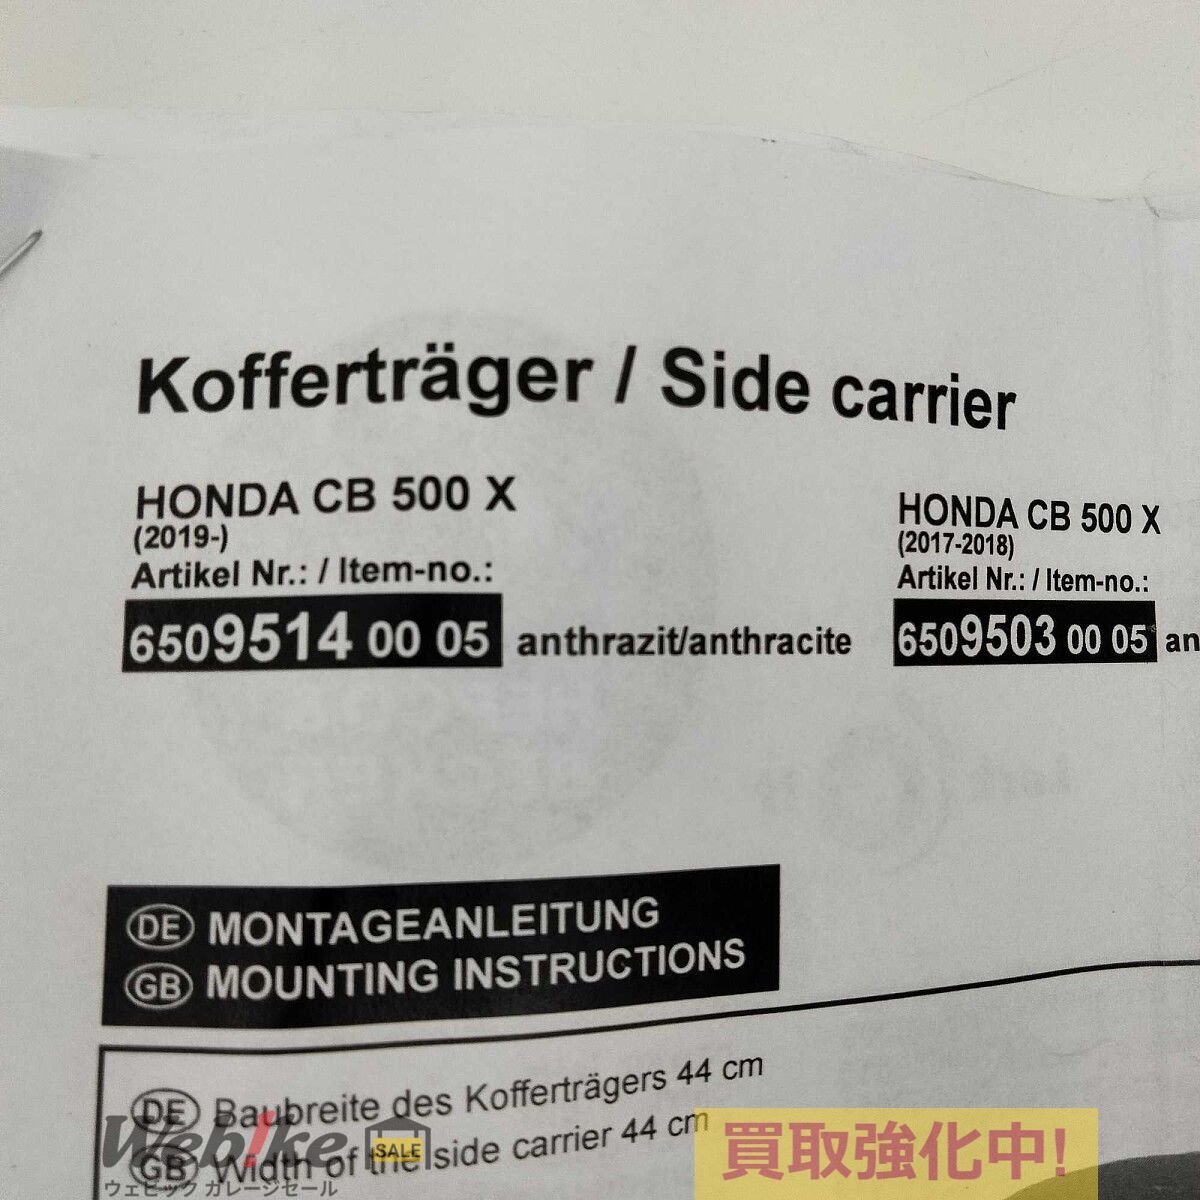 Kofferträger / Side carrier
HONDA CB 500 X
(2019-)
Artikel Nr.: / Item-no.:
6509514 00 05 anthrazit/anthracite
HONDA CB 500 X
(2017-2018)
Artikel Nr.: / Item-no.:
6509503 00 05 an
DE MONTAGEANLEITUNG
GB MOUNTING INSTRUCTIONS
DE Baubreite des Kofferträgers 44 cm
GB Width of the side carrier 44 cm
Webike SALE
ウェビック ガレージセール
買取強化中!